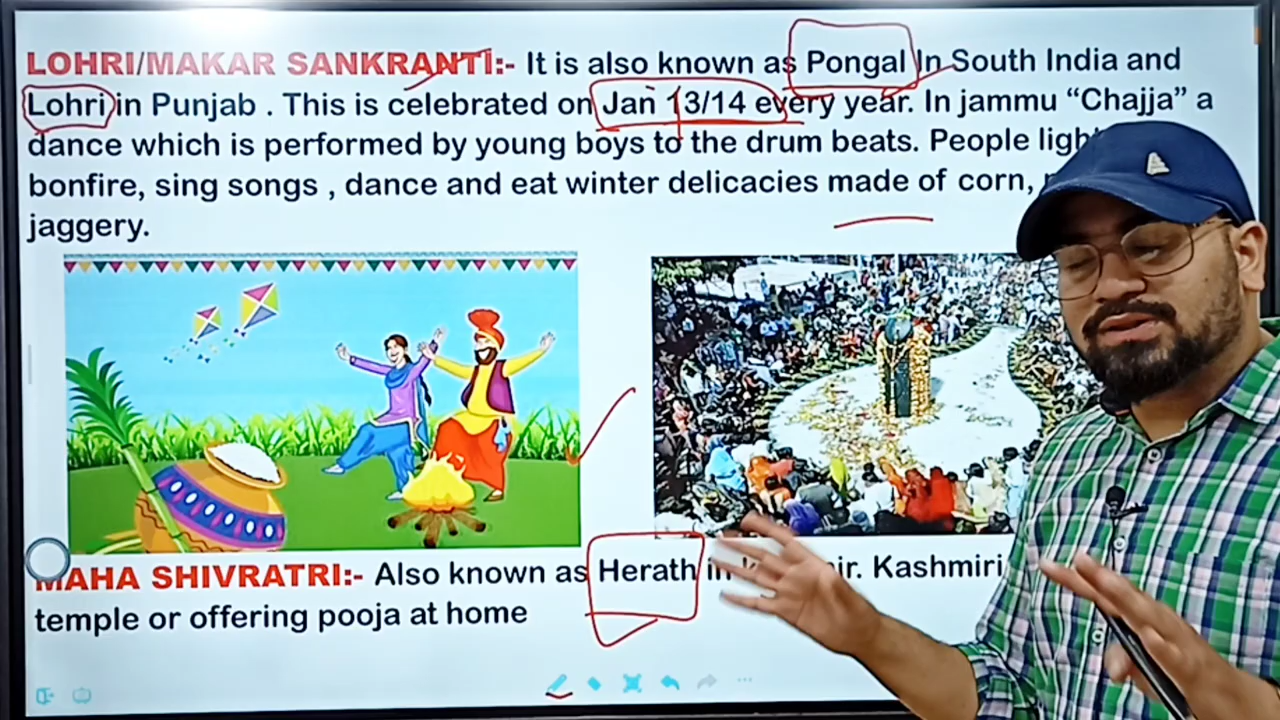 LOHRI/MAKAR SANKRANTI:- It is also known as Pongal In South India and
Lohri in Punjab . This is celebrated on Jan 13/14 every year. In jammu “Chajja” a
dance which is performed by young boys to the drum beats. People light
bonfire, sing songs , dance and eat winter delicacies made of corn,
jaggery.
MAHA SHIVRATRI:- Also known as Herath in Kashmiri
temple or offering pooja at home